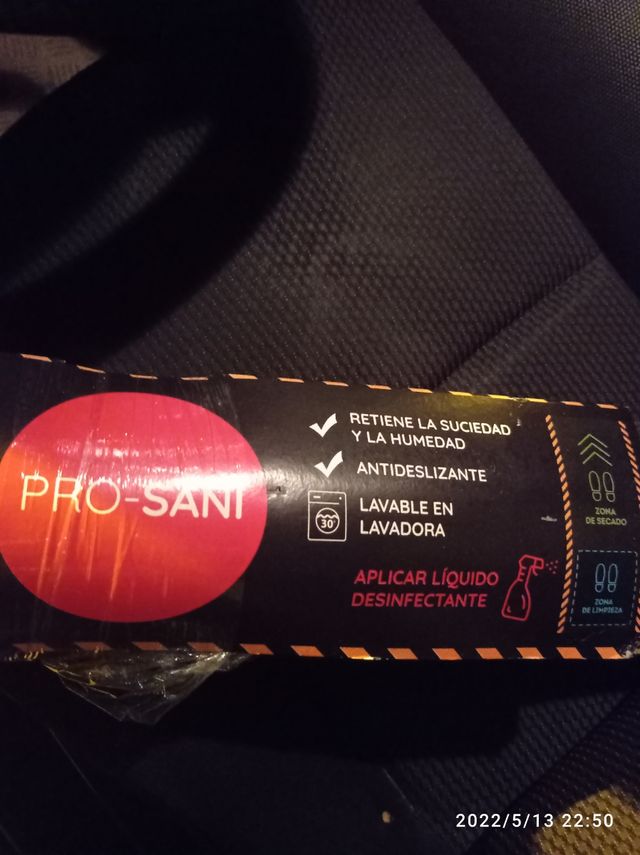 PRO-SANI
RETIENE LA SUCIEDAD
Y LA HUMEDAD
ANTIDESLIZANTE
30°
LAVABLE EN
LAVADORA
APLICAR LÍQUIDO
DESINFECTANTE
ZONA
DE SECADO
ZONA
DE LIMPIEZA
2022/5/13 22:50